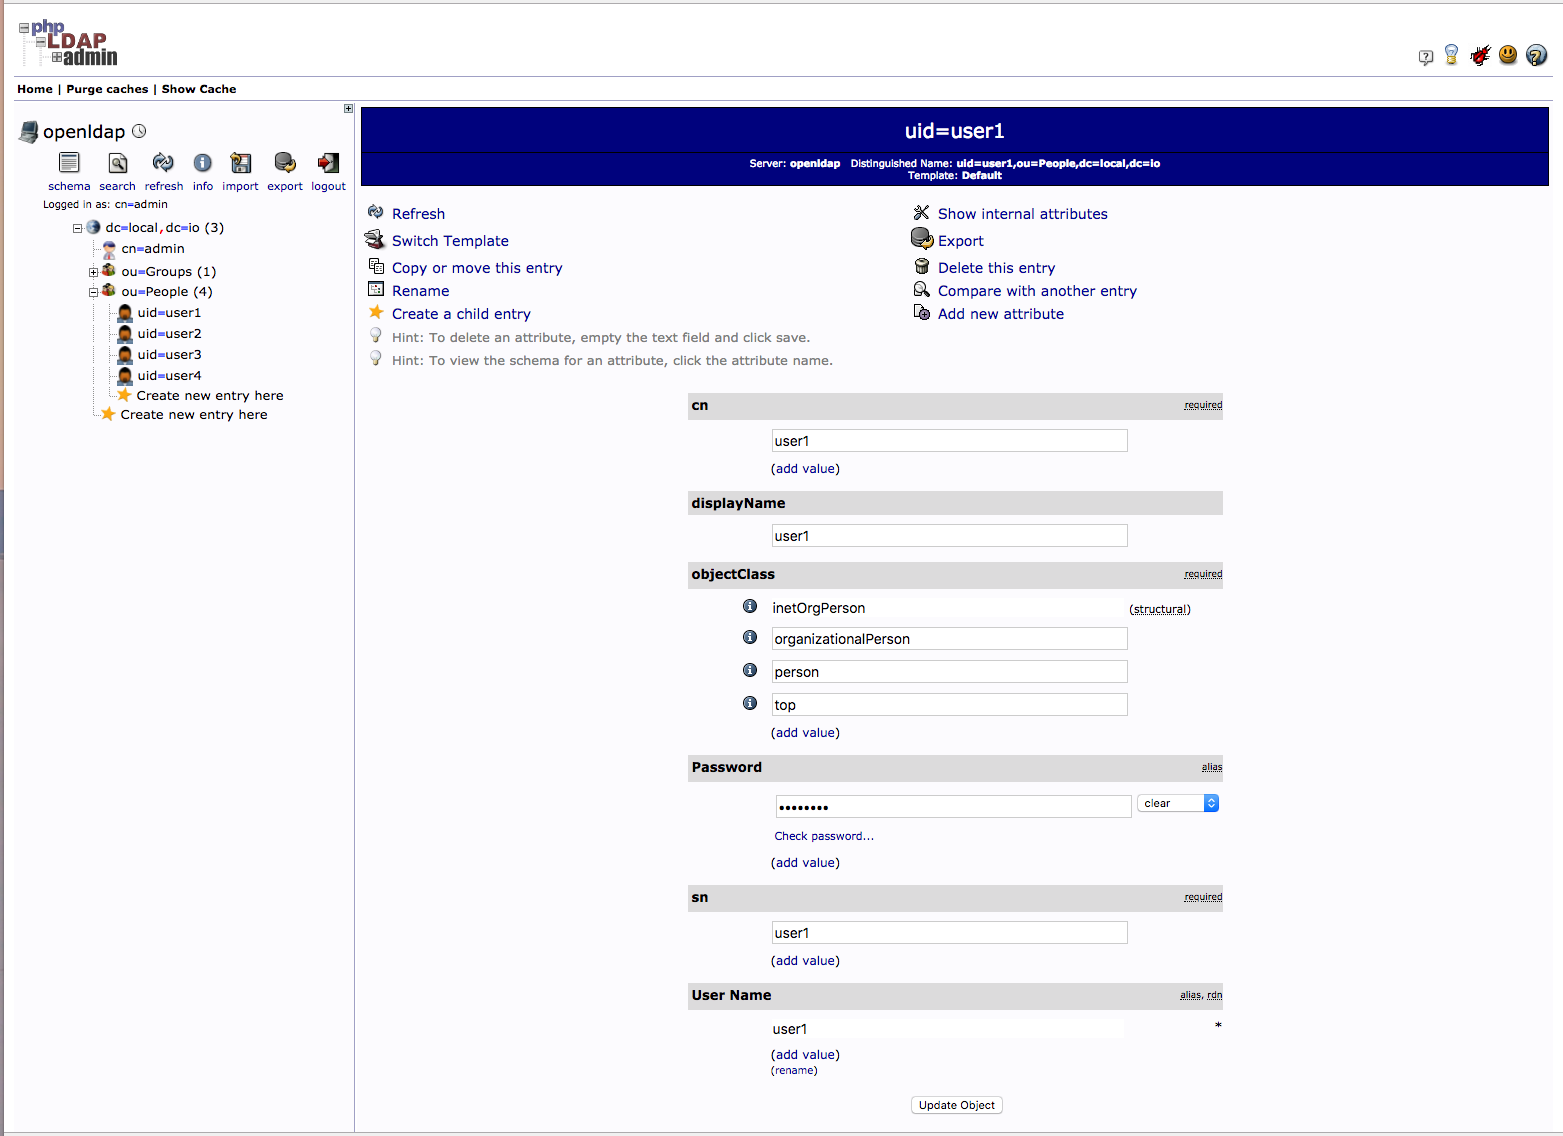 php
LDAP
admin
Home | Purge caches | Show Cache
openldap
schema search refresh info import export logout
Logged in as: cn=admin
dc=local,dc=io (3)
cn=admin
ou=Groups (1)
ou=People (4)
uid=user1
uid=user2
uid=user3
uid=user4
Create new entry here
Create new entry here
uid=user1
Server: openldap Distinguished Name: uid=user1,ou=People,dc=local,dc=io
Template: Default
Refresh
Show internal attributes
Switch Template
Export
Copy or move this entry
Delete this entry
Rename
Compare with another entry
Create a child entry
Add new attribute
Hint: To delete an attribute, empty the text field and click save.
Hint: To view the schema for an attribute, click the attribute name.
cn required
user1
(add value)
displayName
user1
objectClass required
inetOrgPerson (structural)
organizationalPerson
person
top
(add value)
Password alias
•••••••• clear
Check password...
(add value)
sn required
user1
(add value)
User Name alias, rdn
user1 *
(add value)
(rename)
Update Object